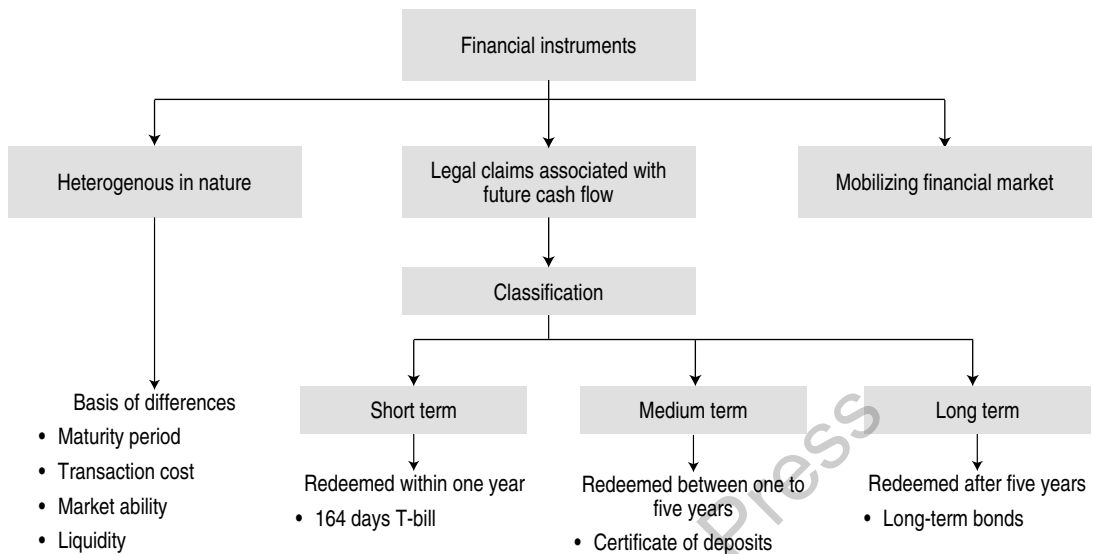 Financial instruments
Heterogenous in nature
Legal claims associated with
future cash flow
Mobilizing financial market
Classification
Basis of differences
• Maturity period
• Transaction cost
• Market ability
• Liquidity
Short term
Redeemed within one year
• 164 days T-bill
Medium term
Redeemed between one to
five years
• Certificate of deposits
Long term
Redeemed after five years
• Long-term bonds
Press